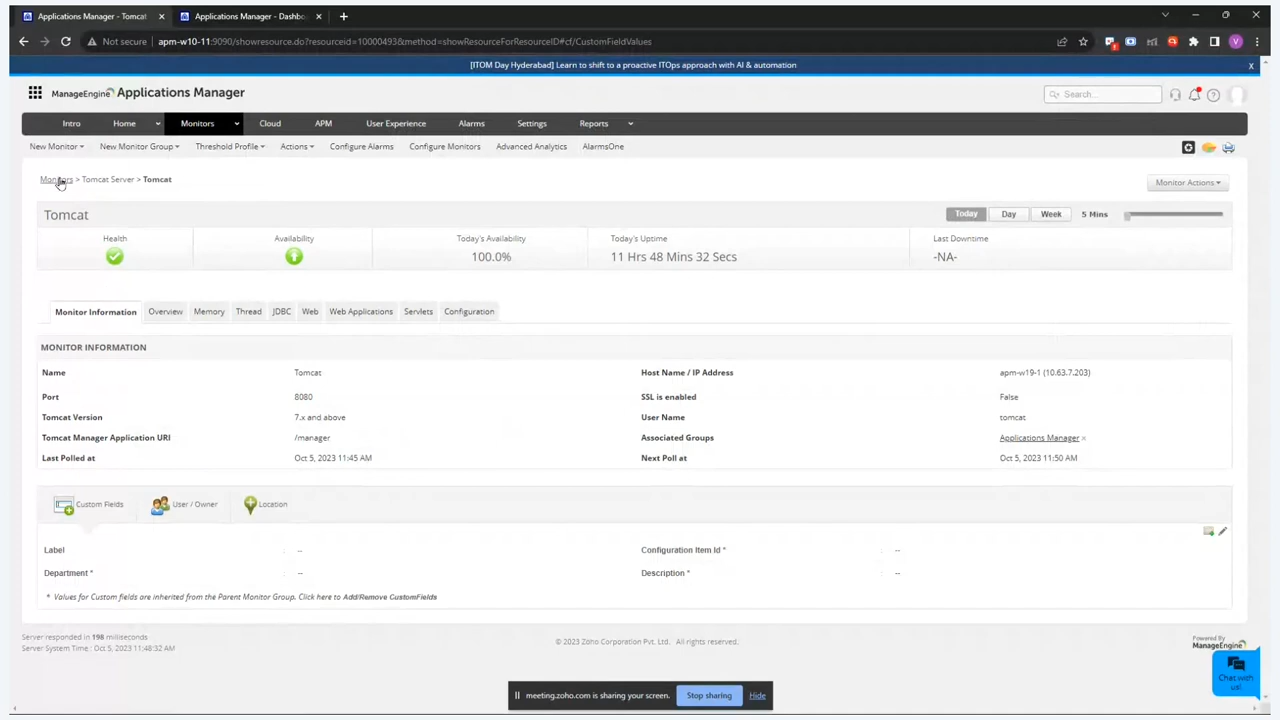 Applications Manager - Tomcat
Applications Manager - Dashbo
Not secure apm-w10-11:9090/showresource.do?resourceid=10000493&method=showResourceForResourceID#cf/CustomFieldValues
[ITOM Day Hyderabad] Learn to shift to a proactive ITOps approach with AI & automation x
ManageEngine Applications Manager
Search...
Intro Home Monitors Cloud APM User Experience Alarms Settings Reports
New Monitor New Monitor Group Threshold Profile Actions Configure Alarms Configure Monitors Advanced Analytics AlarmsOne
Monitors > Tomcat Server > Tomcat
Monitor Actions
Tomcat
Today Day Week 5 Mins
Health Availability Today's Availability Today's Uptime Last Downtime
100.0% 11 Hrs 48 Mins 32 Secs -NA-
Monitor Information Overview Memory Thread JDBC Web Web Applications Servlets Configuration
MONITOR INFORMATION
Name Tomcat Host Name / IP Address apm-w19-1 (10.63.7.203)
Port 8080 SSL is enabled False
Tomcat Version 7.x and above User Name tomcat
Tomcat Manager Application URI /manager Associated Groups Applications Manager x
Last Polled at Oct 5, 2023 11:45 AM Next Poll at Oct 5, 2023 11:50 AM
Custom Fields User / Owner Location
Label : -- Configuration Item Id * : --
Department * : -- Description * : --
* Values for Custom fields are inherited from the Parent Monitor Group. Click here to Add/Remove CustomFields
Server responded in 198 miliseconds
Server System Time : Oct 5, 2023 11:48:32 AM
© 2023 Zoho Corporation Pvt. Ltd. All rights reserved.
Powered By
ManageEngine
Chat with
us!
meeting.zoho.com is sharing your screen. Stop sharing Hide